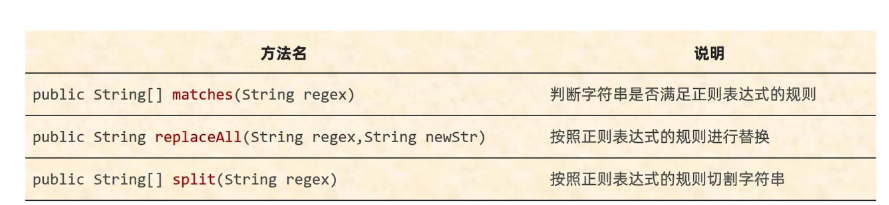 方法名 说明
public String[] matches(String regex) 判断字符串是否满足正则表达式的规则
public String replaceAll(String regex,String newStr) 按照正则表达式的规则进行替换
public String[] split(String regex) 按照正则表达式的规则切割字符串